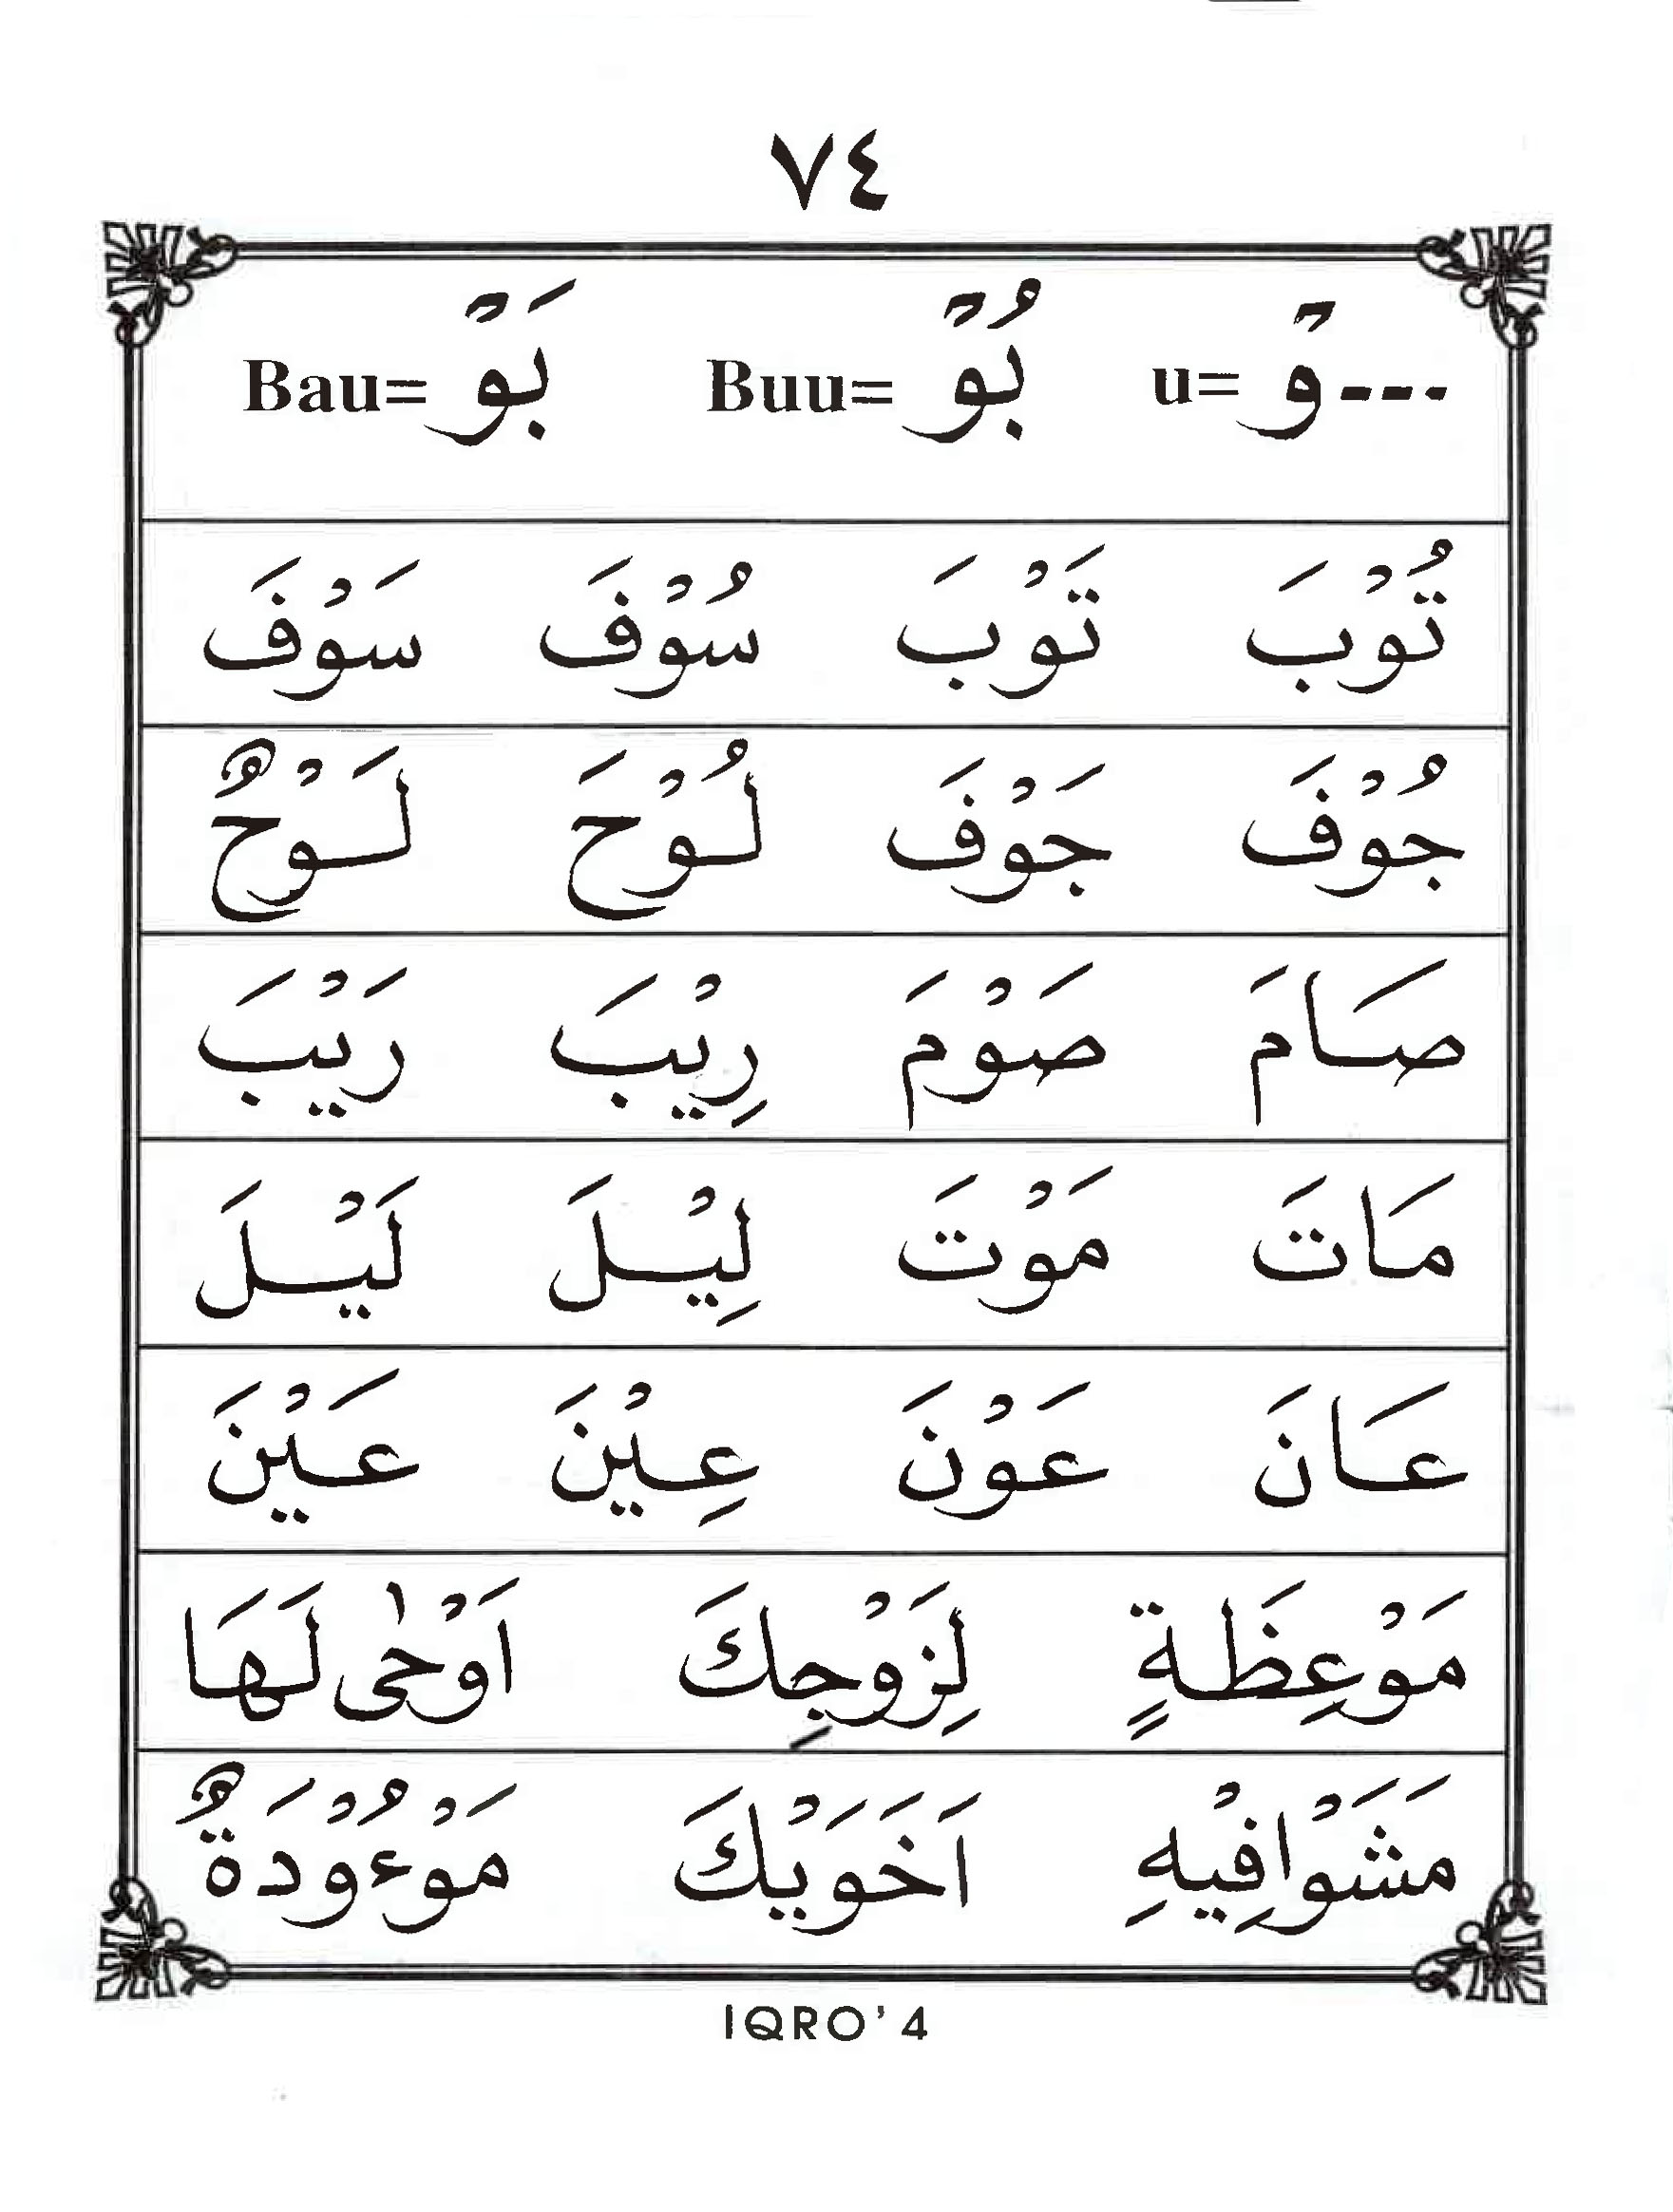 ٧٤
---وْ =u بُوْ =Buu بَوْ =Bau
تُوْبَ تَوْبَ سُوْفَ سَوْفَ
جُوْفَ جَوْفَ لُوْحَ لَوْحٌ
صَامَ صَوْمَ رِيْبَ رَيْبَ
مَاتَ مَوْتَ لِيْلَ لَيْلَ
عَانَ عَوْنَ عِيْنَ عَيْنَ
مَوْعِظَةٍ لِزَوْجِكَ اَوْحٰى لَهَا
مَشَوْافِيْهِ اَخَوَيْكَ مَوْءُوْدَةٌ
IQRO' 4